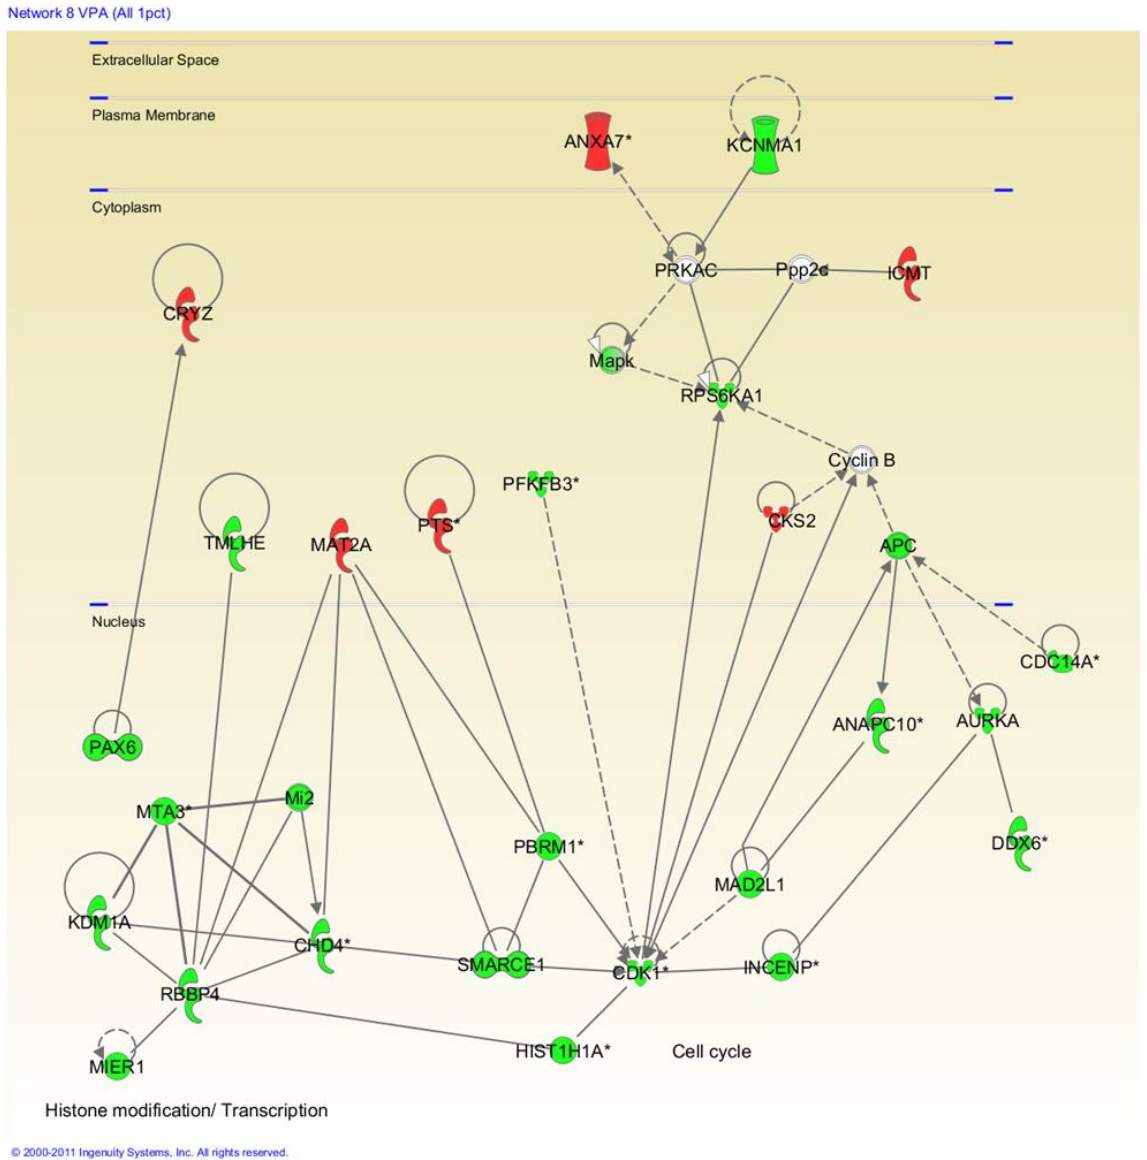 Network 8 VPA (All 1pct)
Extracellular Space
Plasma Membrane
ANXA7*
KCNMA1
Cytoplasm
PRKAC
Ppp2c
ICMT
CRYZ
Mapk
RPS6KA1
Cyclin B
PFKFB3*
CKS2
PTS*
TMLHE
MAT2A
APC
Nucleus
CDC14A*
ANAPC10*
AURKA
PAX6
Mi2
MTA3*
PBRM1*
DDX6*
MAD2L1
KDM1A
CHD4*
SMARCE1
CDK1*
INCENP*
RBBP4
HIST1H1A*
Cell cycle
MIER1
Histone modification/ Transcription
© 2000-2011 Ingenuity Systems, Inc. All rights reserved.